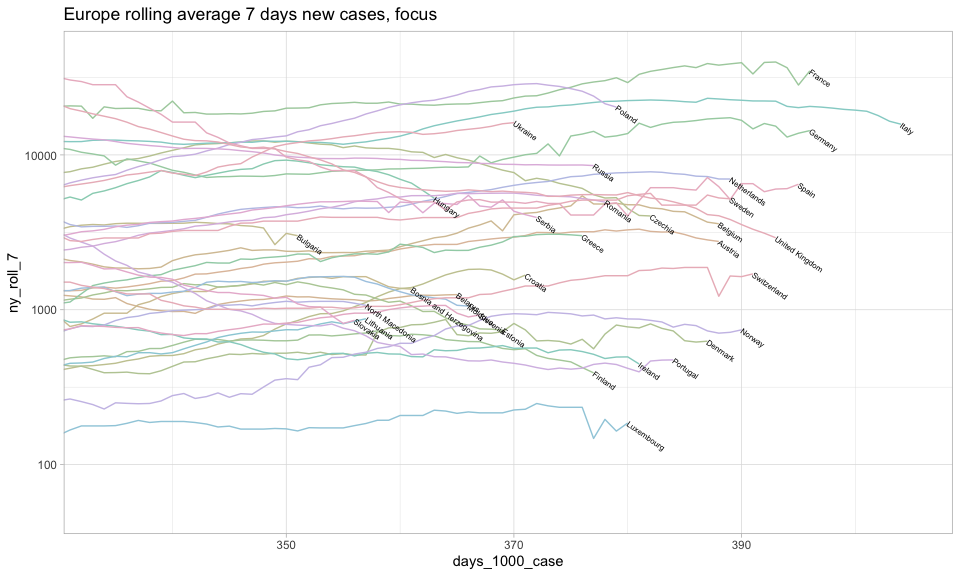 Europe rolling average 7 days new cases, focus
France
Poland
Italy
Ukraine
Germany
10000
Russia
Netherlands
Spain
Hungary
Sweden
Romania
Serbia
Czechia
Belgium
Greece
United Kingdom
Bulgaria
Austria
ny_roll_7
Croatia
Switzerland
Bosnia and Herzegovina
1000
North Macedonia
Lithuania
Slovakia
Slovenia
Estonia
Norway
Denmark
Ireland
Portugal
Finland
Luxembourg
100
350
370
390
days_1000_case